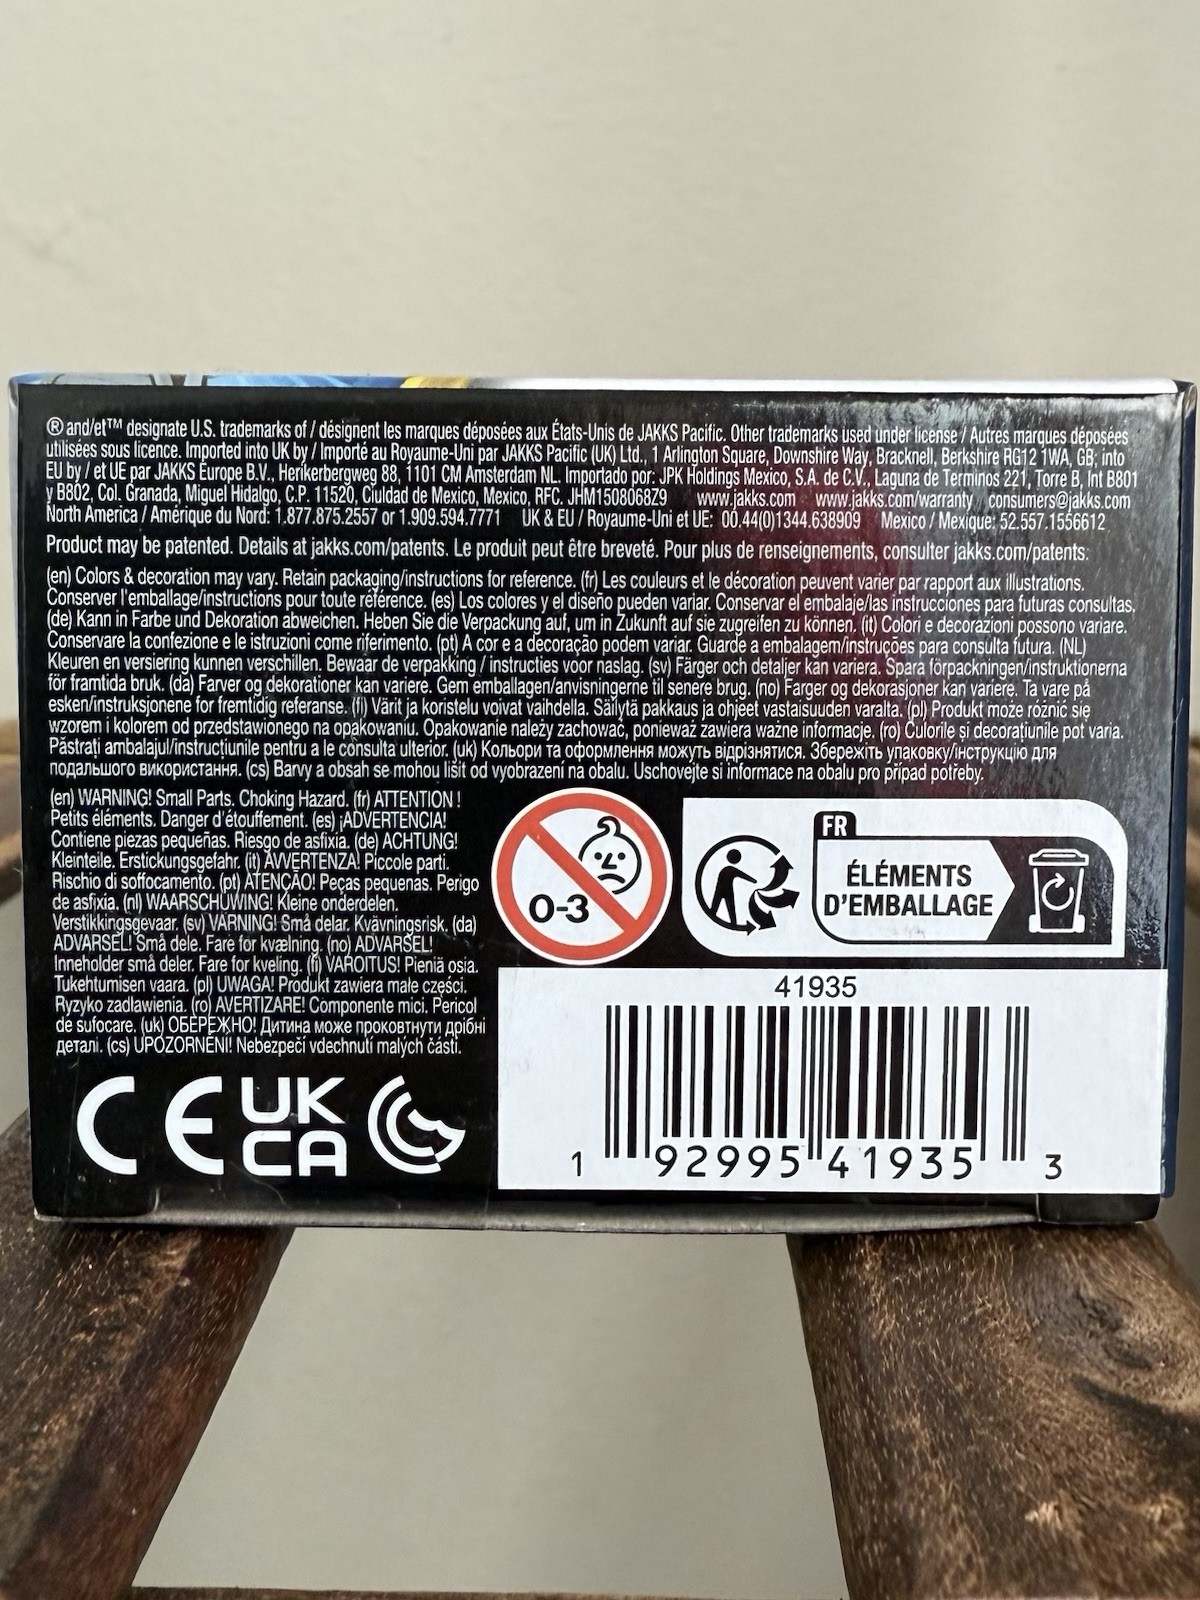 ® and/et™ designate U.S. trademarks of / désignent les marques déposées aux États-Unis de JAKKS Pacific. Other trademarks used under license / Autres marques déposées
utilisées sous licence. Imported into UK by / Importé au Royaume-Uni par JAKKS Pacific (UK) Ltd., 1 Arlington Square, Downshire Way, Bracknell, Berkshire RG12 1WA, GB; into
EU by / et UE par JAKKS Europe B.V., Herikerbergweg 88, 1101 CM Amsterdam NL. Importado por: JPK Holdings Mexico, S.A. de C.V., Laguna de Terminos 221, Torre B, Int B801
y B802, Col. Granada, Miguel Hidalgo, C.P. 11520, Ciuldad de Mexico, Mexico, RFC. JHM1508068Z9 www.jakks.com www.jakks.com/warranty consumers@jakks.com
North America / Amérique du Nord: 1.877.875.2557 or 1.909.594.7771 UK & EU / Royaume-Uni et UE: 00.44(0)1344.638909 Mexico / Mexique: 52.557.1556612
Product may be patented. Details at jakks.com/patents. Le produit peut être breveté. Pour plus de renseignements, consulter jakks.com/patents.
(en) Colors & decoration may vary. Retain packaging/instructions for reference. (fr) Les couleurs et le décoration peuvent varier par rapport aux illustrations.
Conserver l'emballage/instructions pour toute référence. (es) Los colores y el diseño pueden variar. Conservar el embalaje/las instrucciones para futuras consultas.
(de) Kann in Farbe und Dekoration abweichen. Heben Sie die Verpackung auf, um in Zukunft auf sie zugreifen zu können. (it) Colori e decorazioni possono variare.
Conservare la confezione e le istruzioni come riferimento. (pt) A cor e a decoração podem variar. Guarde a embalagem/instruções para consulta futura. (NL)
Kleuren en versiering kunnen verschillen. Bewaar de verpakking / instructies voor naslag. (sv) Färger och detaljer kan variera. Spara förpackningen/instruktionerna
för framtida bruk. (da) Farver og dekorationer kan variere. Gem emballagen/anvisningerne til senere brug. (no) Farger og dekorasjoner kan variere. Ta vare på
esken/instruksjonene for fremtidig referanse. (fi) Värit ja koristelu voivat vaihdella. Säilytä pakkaus ja ohjeet vastaisuuden varalta. (pl) Produkt może różnić się
wzorem i kolorem od przedstawionego na opakowaniu. Opakowanie należy zachować, ponieważ zawiera ważne informacje. (ro) Culorile și decorațiunile pot varia.
Păstrați ambalajul/instrucțiunile pentru a le consulta ulterior. (uk) Кольори та оформлення можуть відрізнятися. Збережіть упаковку/інструкцію для
подальшого використання. (cs) Barvy a obsah se mohou lišit od vyobrazení na obalu. Uschovejte si informace na obalu pro případ potřeby.
(en) WARNING! Small Parts. Choking Hazard. (fr) ATTENTION !
Petits éléments. Danger d'étouffement. (es) ¡ADVERTENCIA!
Contiene piezas pequeñas. Riesgo de asfixia. (de) ACHTUNG!
Kleinteile. Erstickungsgefahr. (it) AVVERTENZA! Piccole parti.
Rischio di soffocamento. (pt) ATENÇÃO! Peças pequenas. Perigo
de asfixia. (nl) WAARSCHUWING! Kleine onderdelen.
Verstikkingsgevaar. (sv) VARNING! Små delar. Kvävningsrisk. (da)
ADVARSEL! Små dele. Fare for kvælning. (no) ADVARSEL!
Inneholder små deler. Fare for kveling. (fi) VAROITUS! Pieniä osia.
Tukehtumisen vaara. (pl) UWAGA! Produkt zawiera małe części.
Ryzyko zadławienia. (ro) AVERTIZARE! Componente mici. Pericol
de sufocare. (uk) ОБЕРЕЖНО! Дитина може проковтнути дрібні
деталі. (cs) UPOZORNĚNÍ! Nebezpečí vdechnutí malých částí.
0-3
FR
ÉLÉMENTS
D'EMBALLAGE
41935
1 92995 41935 3
CE
UK
CA